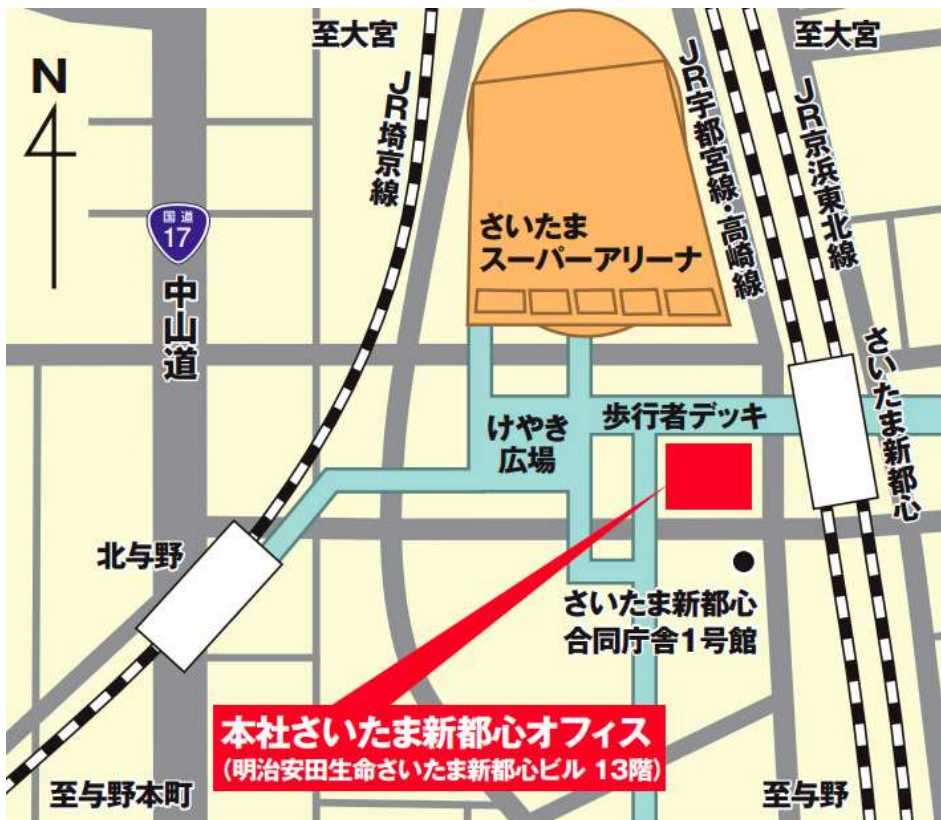 至大宮
至大宮
N
JR埼京線
JR宇都宮線・高崎線
JR京浜東北線
国道
17
中山道
さいたま
スーパーアリーナ
さいたま新都心
けやき
広場
歩行者デッキ
北与野
さいたま新都心
合同庁舎1号館
本社さいたま新都心オフィス
(明治安田生命さいたま新都心ビル 13階)
至与野本町
至与野